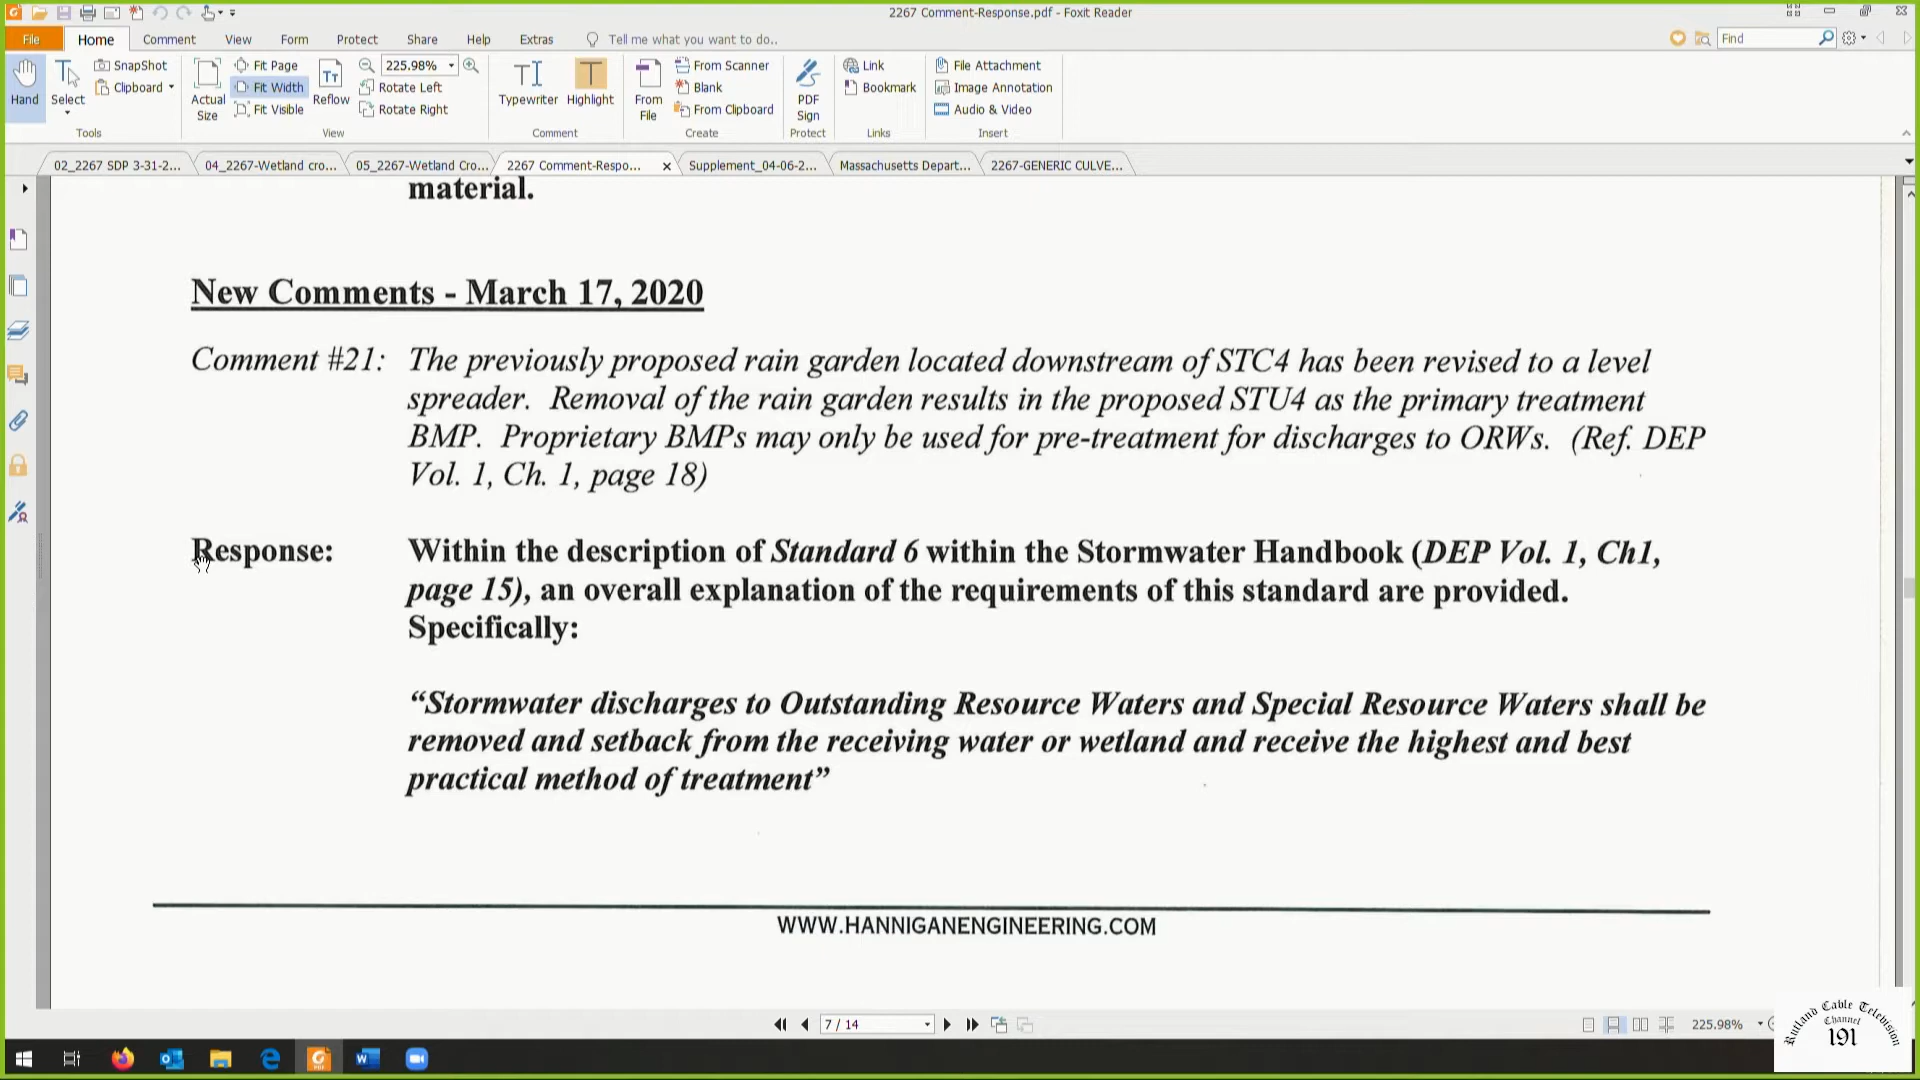 2267 Comment-Response.pdf - Foxit Reader
File Home Comment View Form Protect Share Help Extras Tell me what you want to do.. Find
Hand
Select
Tools
SnapShot
Clipboard
Actual Size
Fit Page
Fit Width
Fit Visible
Reflow
225.98%
Rotate Left
Rotate Right
View
Typewriter
Highlight
Comment
From File
From Scanner
Blank
From Clipboard
Create
PDF Sign
Protect
Link
Bookmark
Links
File Attachment
Image Annotation
Audio & Video
Insert
02_2267 SDP 3-31-2... 04_2267-Wetland cro... 05_2267-Wetland Cro... 2267 Comment-Respo... Supplement_04-06-2... Massachusetts Depart... 2267-GENERIC CULVE...
material.
New Comments - March 17, 2020
Comment #21: The previously proposed rain garden located downstream of STC4 has been revised to a level
spreader. Removal of the rain garden results in the proposed STU4 as the primary treatment
BMP. Proprietary BMPs may only be used for pre-treatment for discharges to ORWs. (Ref. DEP
Vol. 1, Ch. 1, page 18)
Response: Within the description of Standard 6 within the Stormwater Handbook (DEP Vol. 1, Ch1,
page 15), an overall explanation of the requirements of this standard are provided.
Specifically:
“Stormwater discharges to Outstanding Resource Waters and Special Resource Waters shall be
removed and setback from the receiving water or wetland and receive the highest and best
practical method of treatment”
WWW.HANNIGANENGINEERING.COM
7 / 14
225.98%
Rutland Cable Television
Channel
191